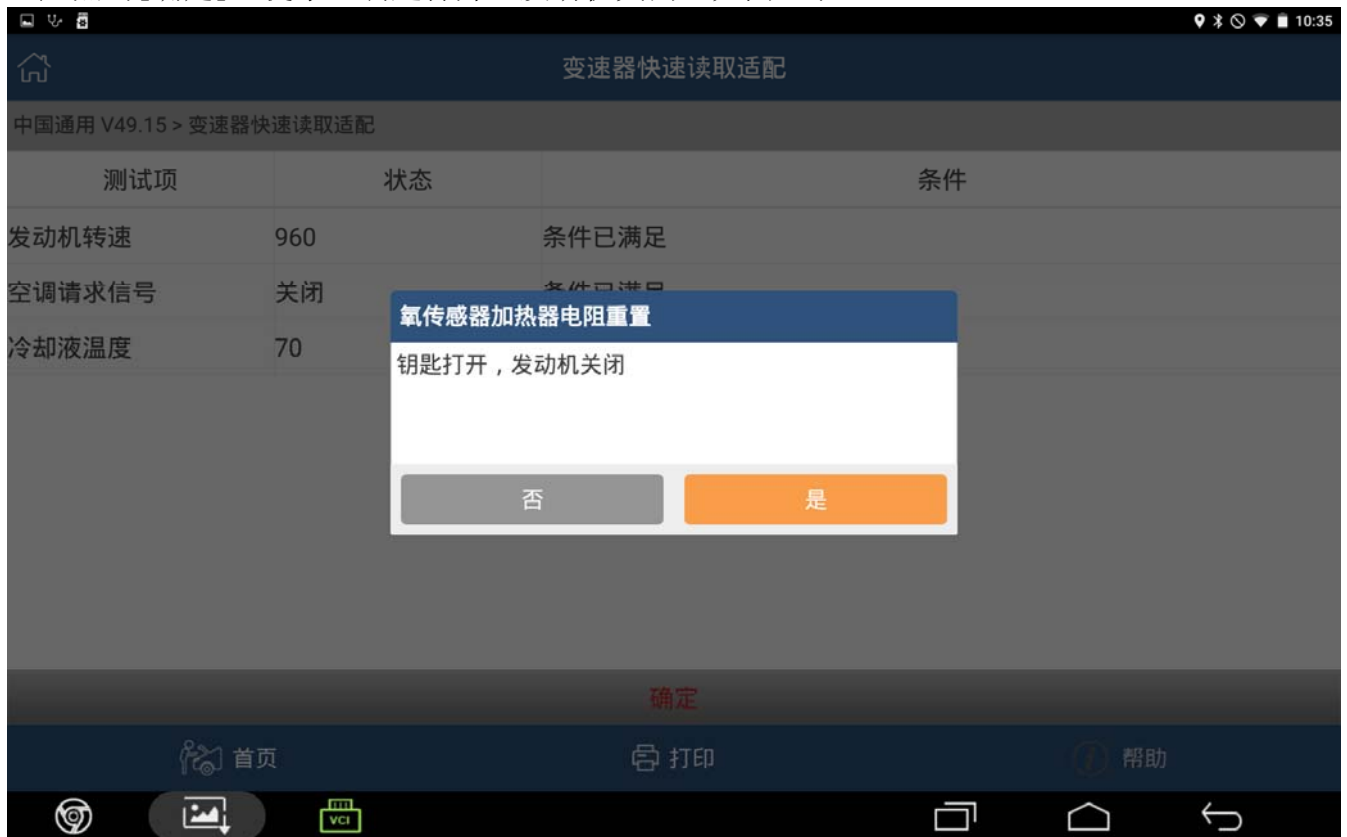 10:35
变速器快速读取适配
中国通用 V49.15 > 变速器快速读取适配
测试项 状态 条件
发动机转速 960 条件已满足
空调请求信号 关闭
冷却液温度 70
氧传感器加热器电阻重置
钥匙打开，发动机关闭
否 是
确定
首页 打印 帮助
VCI